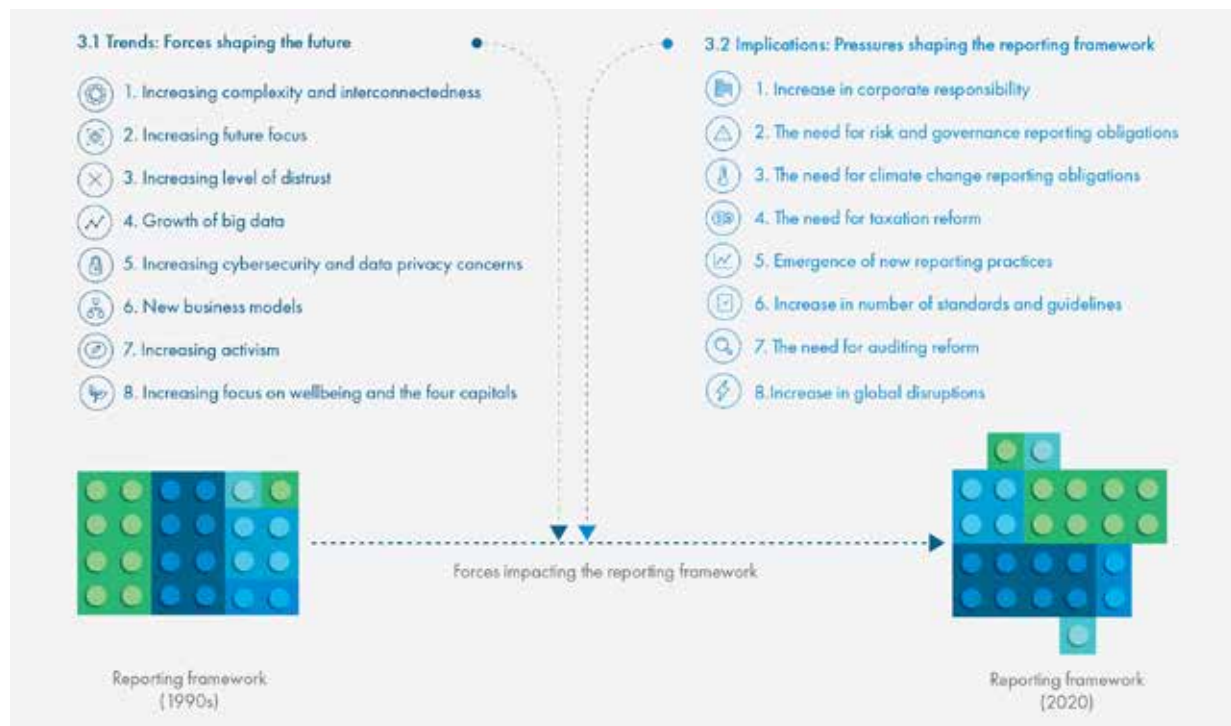 3.1 Trends: Forces shaping the future
1. Increasing complexity and interconnectedness
2. Increasing future focus
3. Increasing level of distrust
4. Growth of big data
5. Increasing cybersecurity and data privacy concerns
6. New business models
7. Increasing activism
8. Increasing focus on wellbeing and the four capitals
3.2 Implications: Pressures shaping the reporting framework
1. Increase in corporate responsibility
2. The need for risk and governance reporting obligations
3. The need for climate change reporting obligations
4. The need for taxation reform
5. Emergence of new reporting practices
6. Increase in number of standards and guidelines
7. The need for auditing reform
8.Increase in global disruptions
Forces impacting the reporting framework
Reporting framework
(1990s)
Reporting framework
(2020)